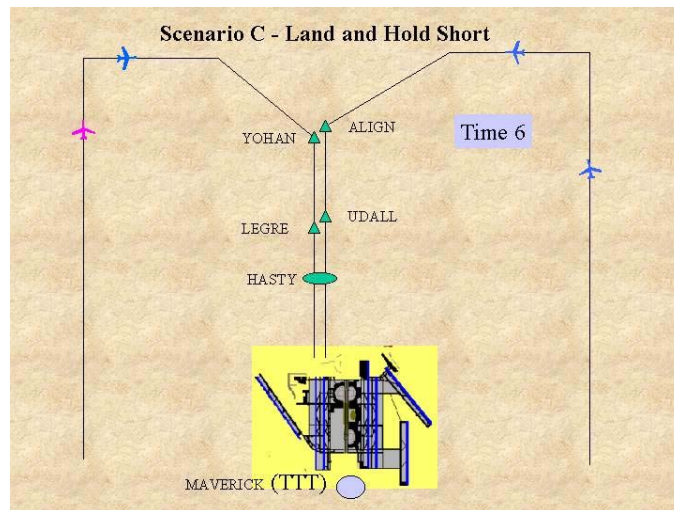 Scenario C - Land and Hold Short
ALIGN
YOHAN
Time 6
UDALL
LEGRE
HASTY
MAVERICK (TTT)